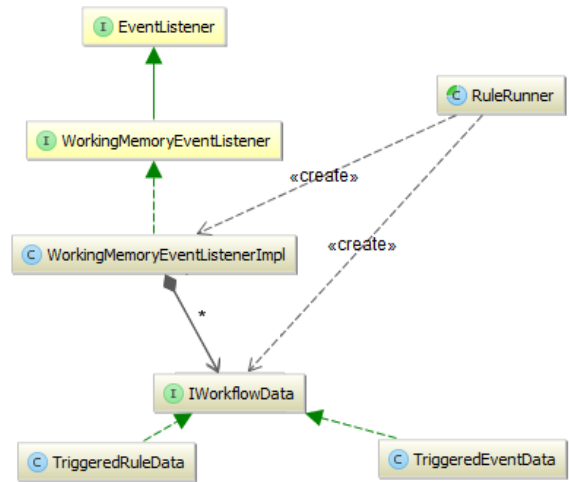 I EventListener
C RuleRunner
I WorkingMemoryEventListener
«create»
C WorkingMemoryEventListenerImpl
«create»
*
I IWorkflowData
C TriggeredRuleData
C TriggeredEventData